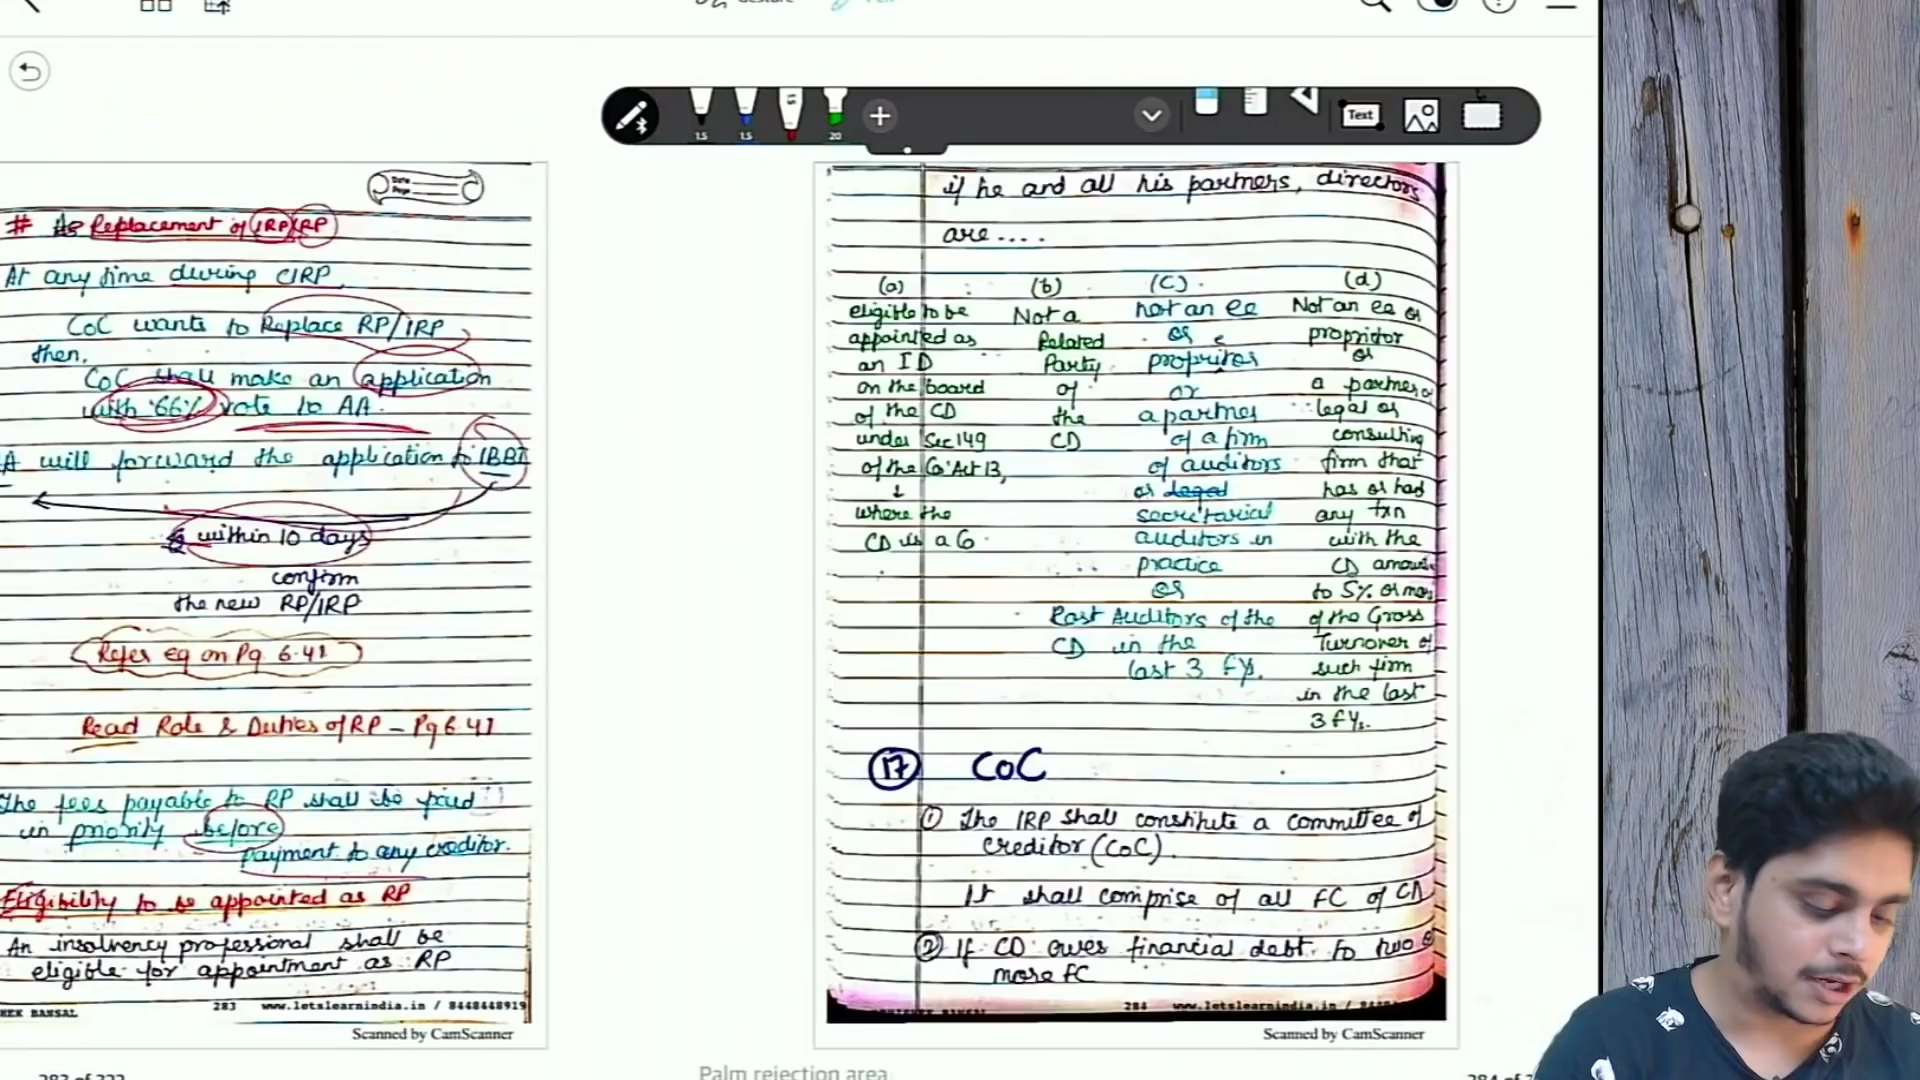 1.5
1.5
20
Text
Date
Page
# Replacement of IRP/RP
At any time during CIRP,
CoC wants to Replace RP/IRP
then,
CoC shall make an application
with 66% vote to AA.
A will forward the application to IBBI
within 10 days
confirm
the new RP/IRP
Refer eg on Pg 6.41
Read Role & Duties of RP - Pg 6.41
The fees payable to RP shall be paid
in priority before
payment to any creditor.
Eligibility to be appointed as RP
An insolvency professional shall be
eligible for appointment as RP
HEK BANSAL 283 www.letslearnindia.in / 8448448919
Scanned by CamScanner
if he and all his partners, directors
are....
(a)
eligible to be
appointed as
an ID
on the board
of the CD
under Sec 149
of the Co Act 13,
where the
CD is a Co.
(b)
Not a
Related
Party
of
the
CD
(c)
not an ee
or
propritor
or
a partner
of a firm
of auditors
or legal
secretarial
auditors in
practice
or
Past Auditors of the
CD in the
last 3 fys.
(d)
Not an ee or
propritor
or
a partner
legal or
consulting
firm that
has or had
any txn
with the
CD
to 5% or
of the Gross
Turnover of
such firm
in the last
3 fys.
17 CoC
1 The IRP shall constitute a committee of
creditor (CoC).
It shall comprise of all FC of CD
2 If CD owes financial debt to two
more FC
284 www.letslearnindia.in /
Scanned by CamScanner
Palm rejection area